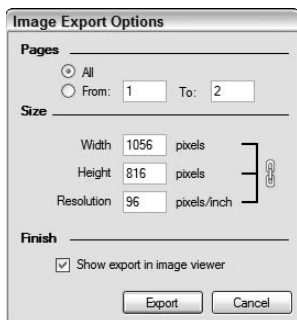 Image Export Options
Pages
All
From: 1 To: 2
Size
Width 1056 pixels
Height 816 pixels
Resolution 96 pixels/inch
Finish
Show export in image viewer
Export Cancel